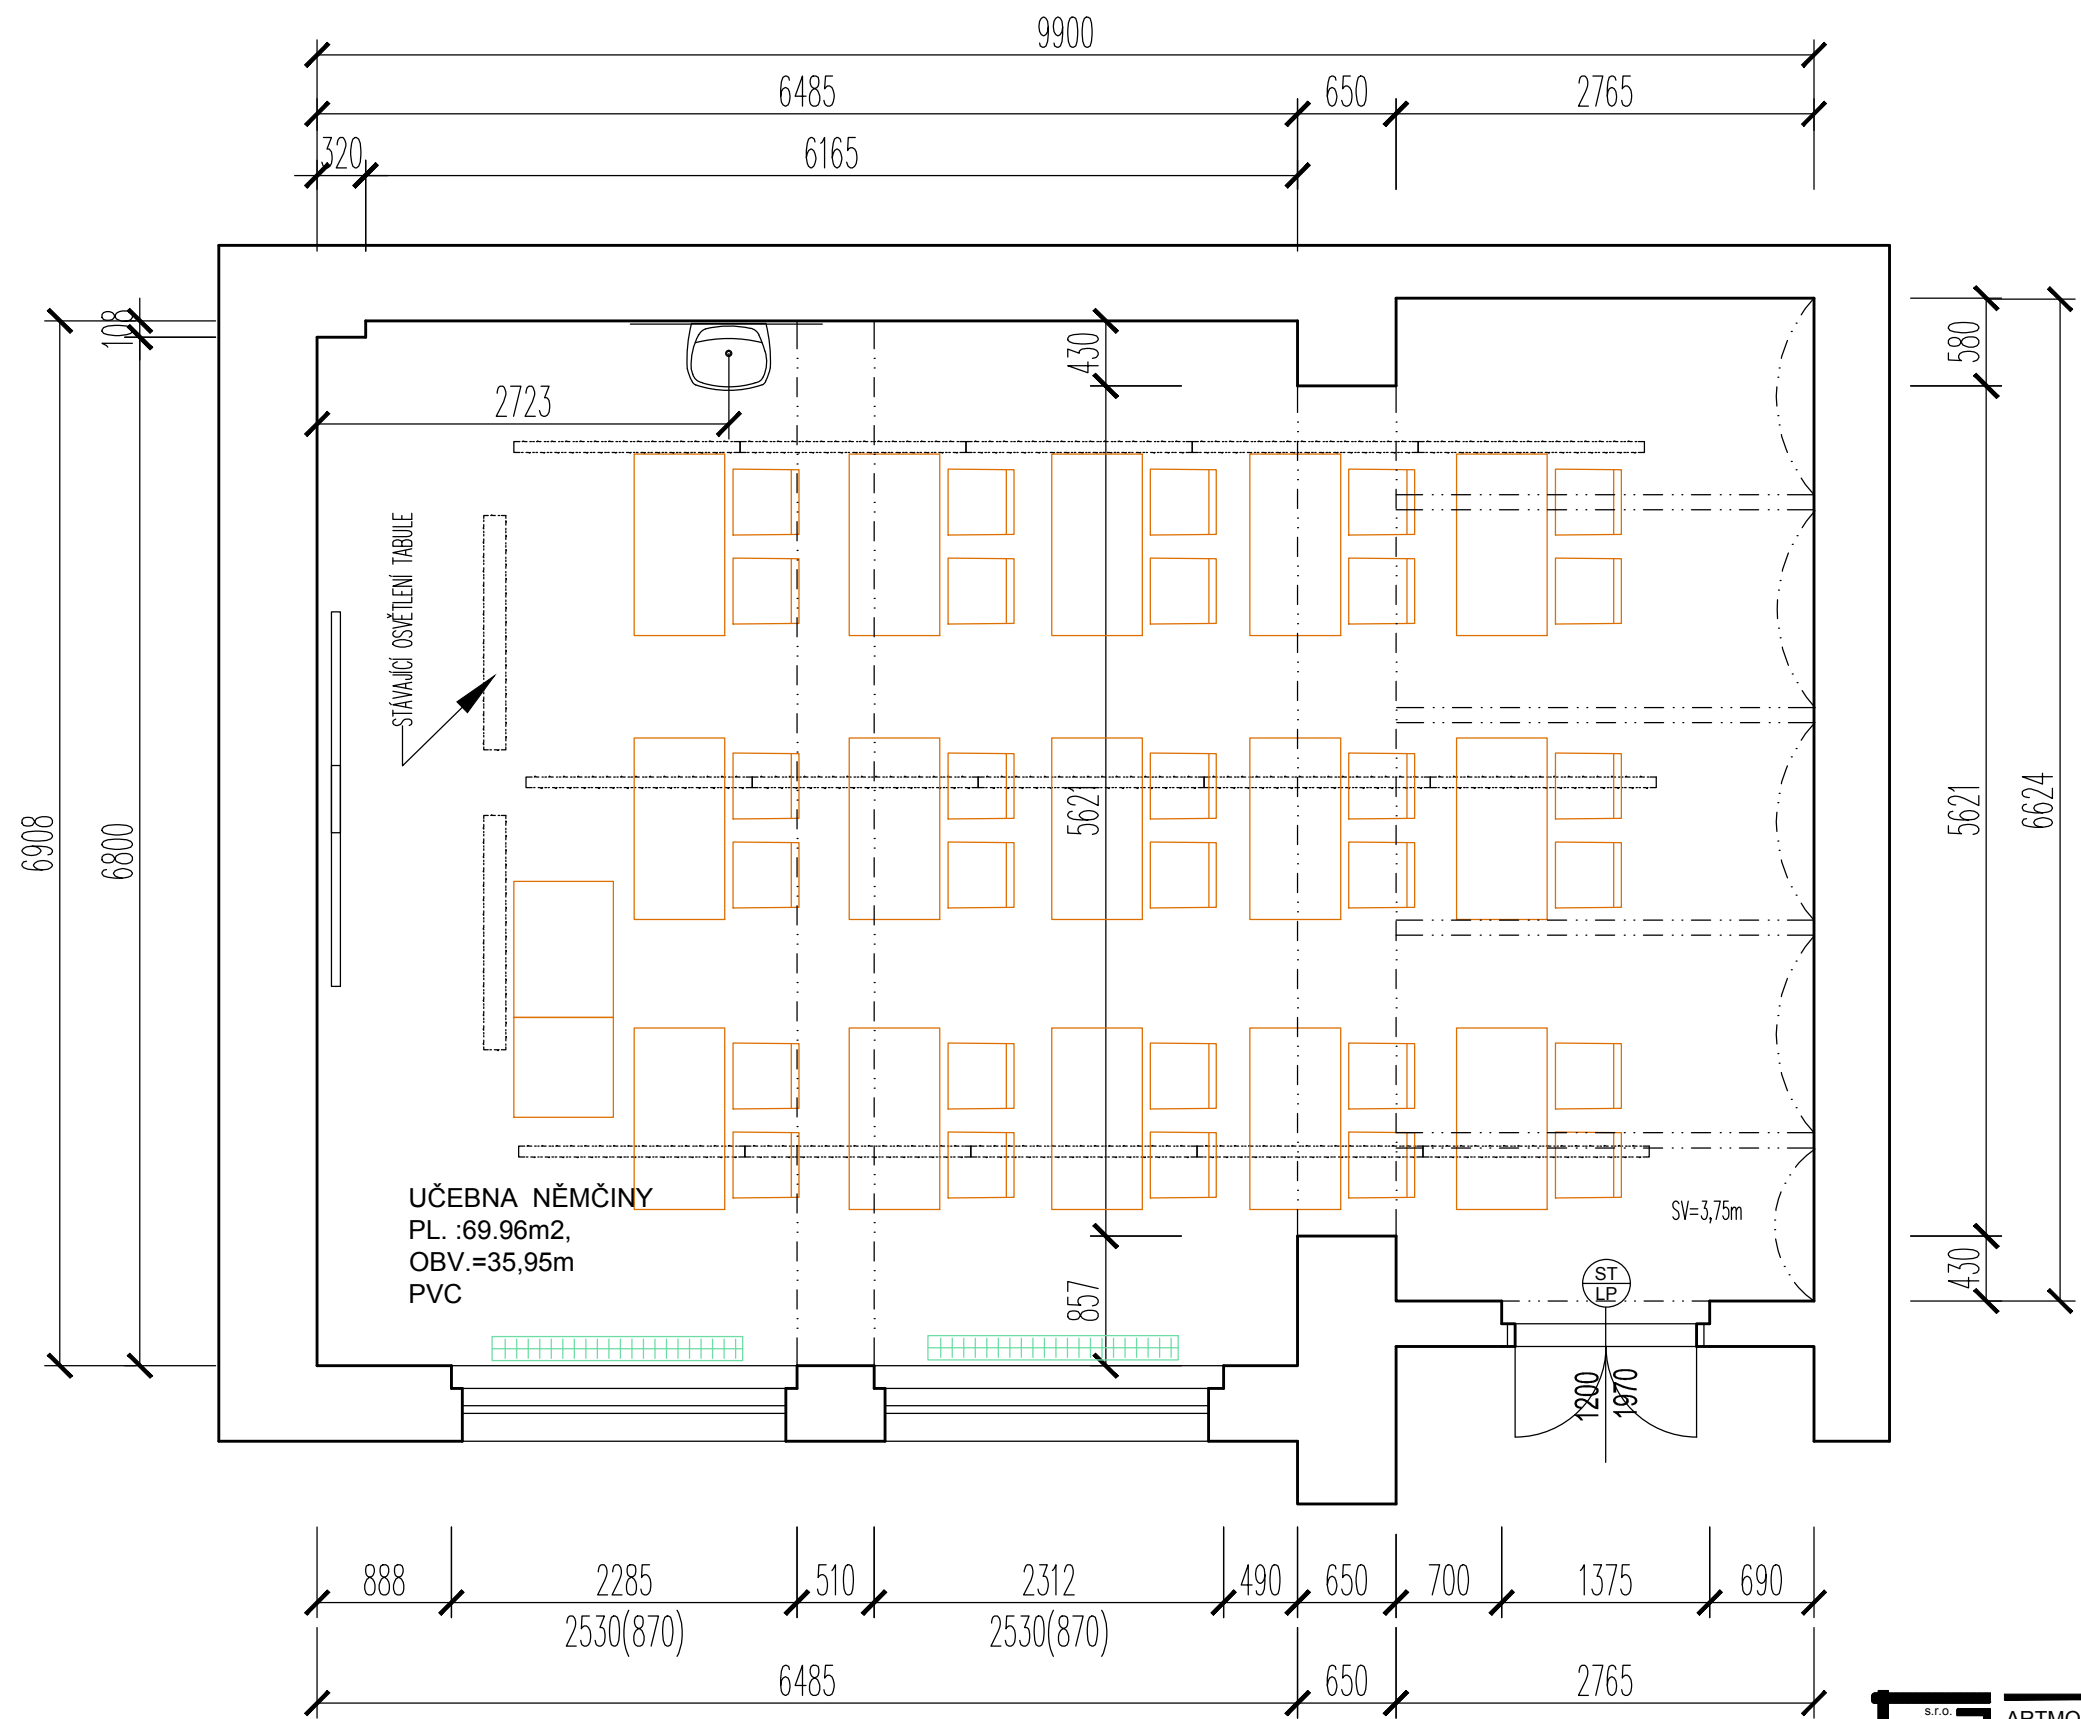 9900
6485 650 2765
320 6165
108
430
580
2723
STÁVAJÍCÍ OSVĚTLENÍ TABULE
6908
6800
5621
5621
6624
UČEBNA NĚMČINY
PL. :69.96m2,
OBV.=35,95m
PVC
SV=3,75m
ST
LP
857
430
1200
1970
888 2285 510 2312 490 650 700 1375 690
2530(870) 2530(870)
6485 650 2765
s.r.o.